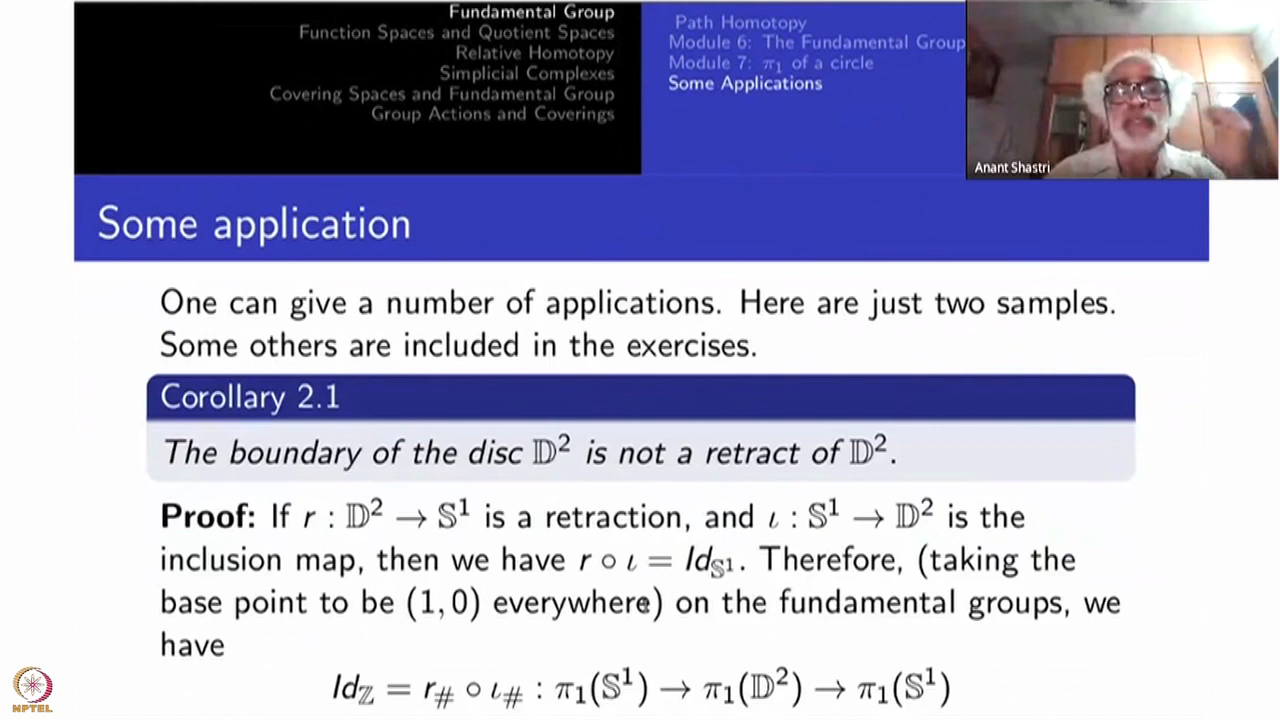 Fundamental Group
Function Spaces and Quotient Spaces
Relative Homotopy
Simplicial Complexes
Covering Spaces and Fundamental Group
Group Actions and Coverings
Path Homotopy
Module 6: The Fundamental Group
Module 7: π₁ of a circle
Some Applications
Anant Shastri
Some application
One can give a number of applications. Here are just two samples.
Some others are included in the exercises.
Corollary 2.1
The boundary of the disc 𝔻² is not a retract of 𝔻².
Proof: If r : 𝔻² → 𝕊¹ is a retraction, and ι : 𝕊¹ → 𝔻² is the
inclusion map, then we have r ∘ ι = Id_𝕊¹. Therefore, (taking the
base point to be (1, 0) everywhere) on the fundamental groups, we
have
Id_ℤ = r_# ∘ ι_# : π₁(𝕊¹) → π₁(𝔻²) → π₁(𝕊¹)
NPTEL